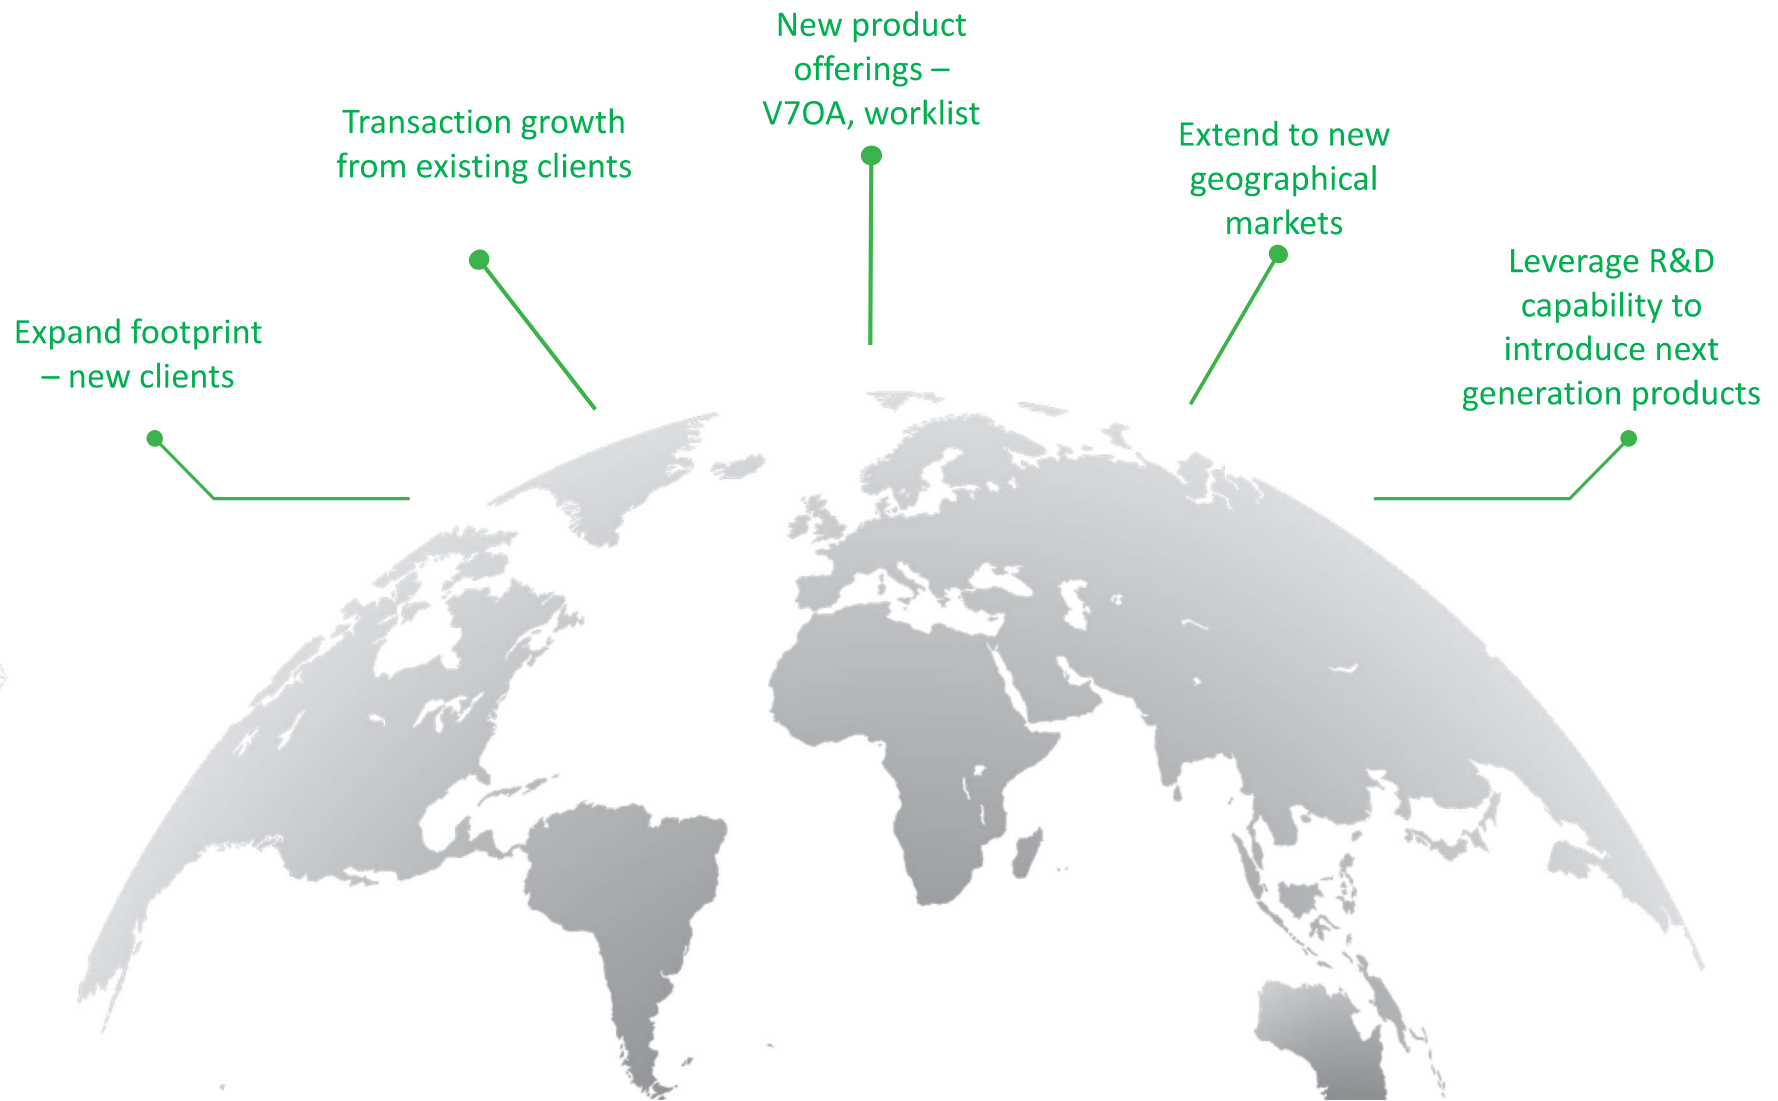 Expand footprint
– new clients
Transaction growth
from existing clients
New product
offerings –
V7OA, worklist
Extend to new
geographical
markets
Leverage R&D
capability to
introduce next
generation products